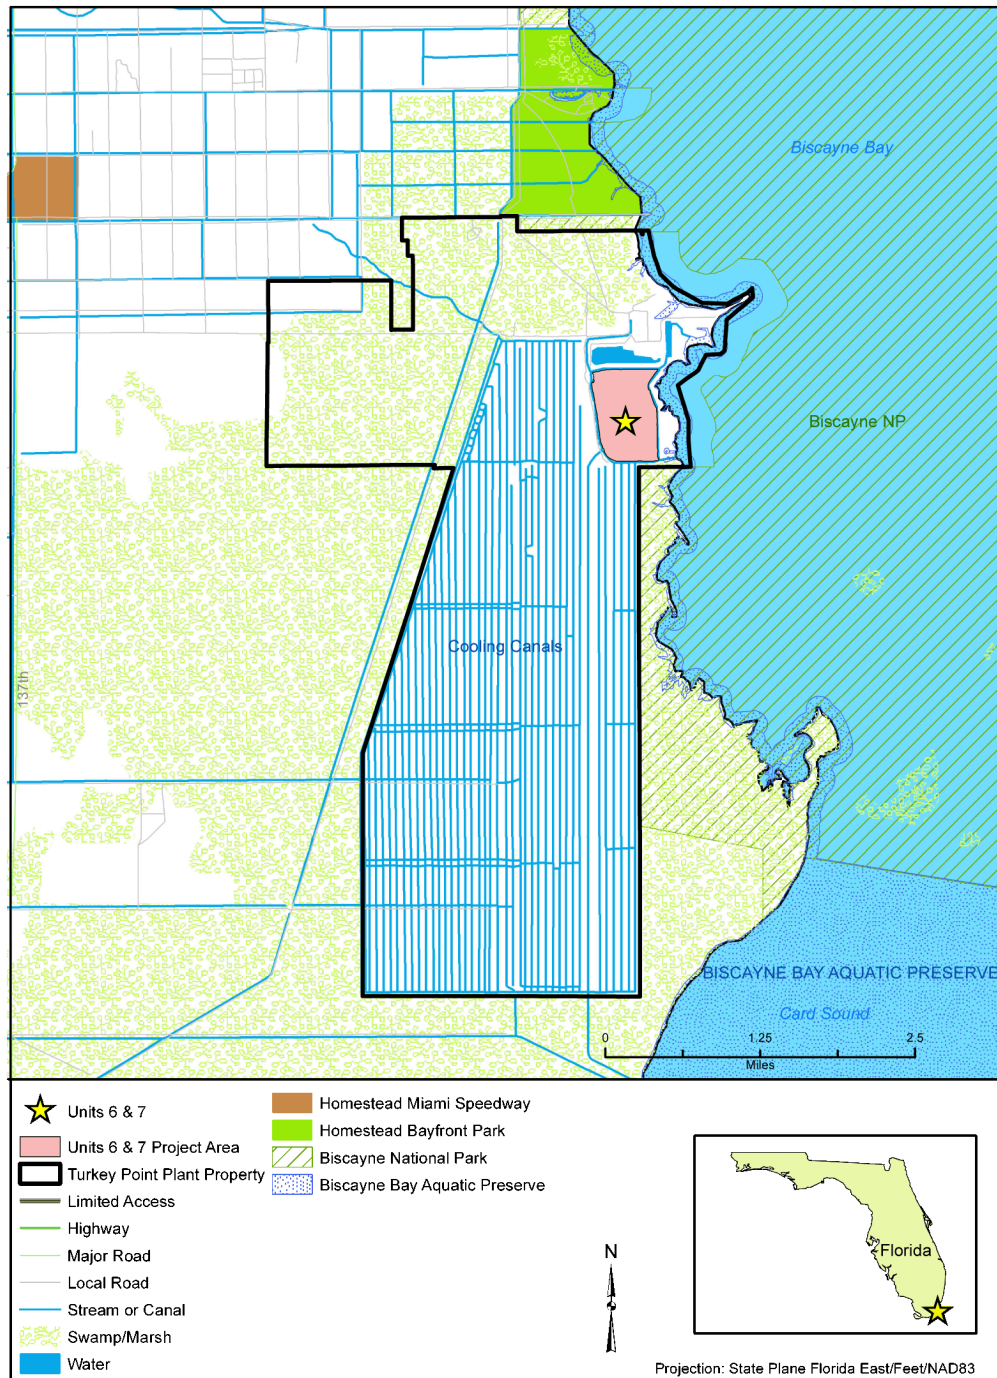 Biscayne Bay
Biscayne NP
Cooling Canals
137th
BISCAYNE BAY AQUATIC PRESERVE
Card Sound
0 1.25 2.5
Miles
Units 6 & 7
Units 6 & 7 Project Area
Turkey Point Plant Property
Limited Access
Highway
Major Road
Local Road
Stream or Canal
Swamp/Marsh
Water
Homestead Miami Speedway
Homestead Bayfront Park
Biscayne National Park
Biscayne Bay Aquatic Preserve
N
Florida
Projection: State Plane Florida East/Feet/NAD83